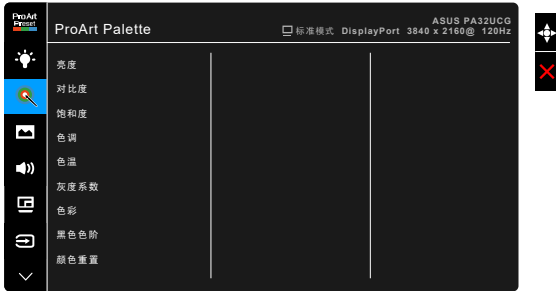 ProArt
Preset
ProArt Palette
ASUS PA32UCG
标准模式 DisplayPort 3840 x 2160@ 120Hz
亮度
对比度
饱和度
色调
色温
灰度系数
色彩
黑色色阶
颜色重置